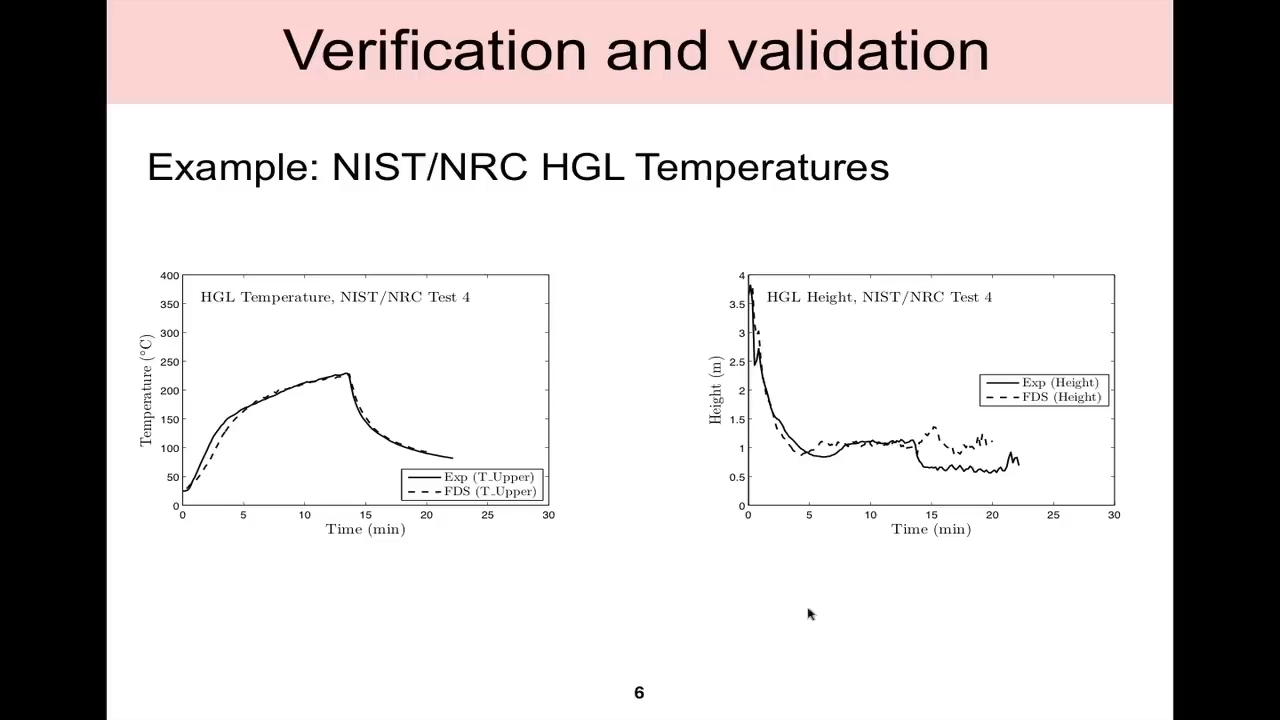 Verification and validation
Example: NIST/NRC HGL Temperatures
HGL Temperature, NIST/NRC Test 4
400
350
300
250
200
150
100
50
0
Temperature (°C)
Exp (T_Upper)
FDS (T_Upper)
0 5 10 15 20 25 30
Time (min)
HGL Height, NIST/NRC Test 4
4
3.5
3
2.5
2
1.5
1
0.5
0
Height (m)
Exp (Height)
FDS (Height)
0 5 10 15 20 25 30
Time (min)
6